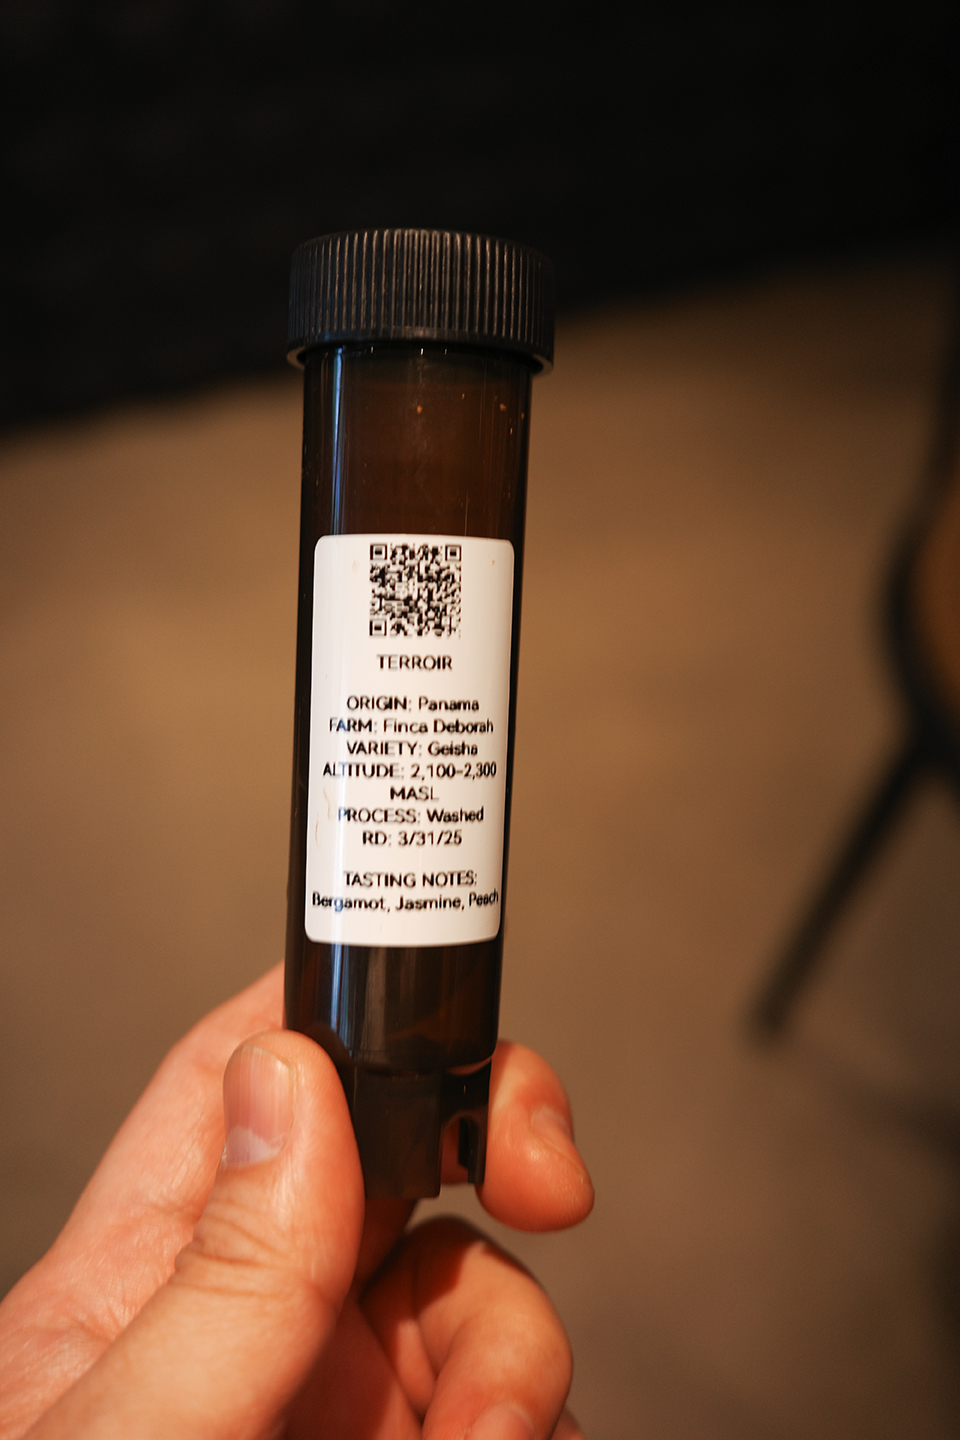 TERROIR
ORIGIN: Panama
FARM: Finca Deborah
VARIETY: Geisha
ALTITUDE: 2,100-2,300
MASL
PROCESS: Washed
RD: 3/31/25
TASTING NOTES:
Bergamot, Jasmine, Peach